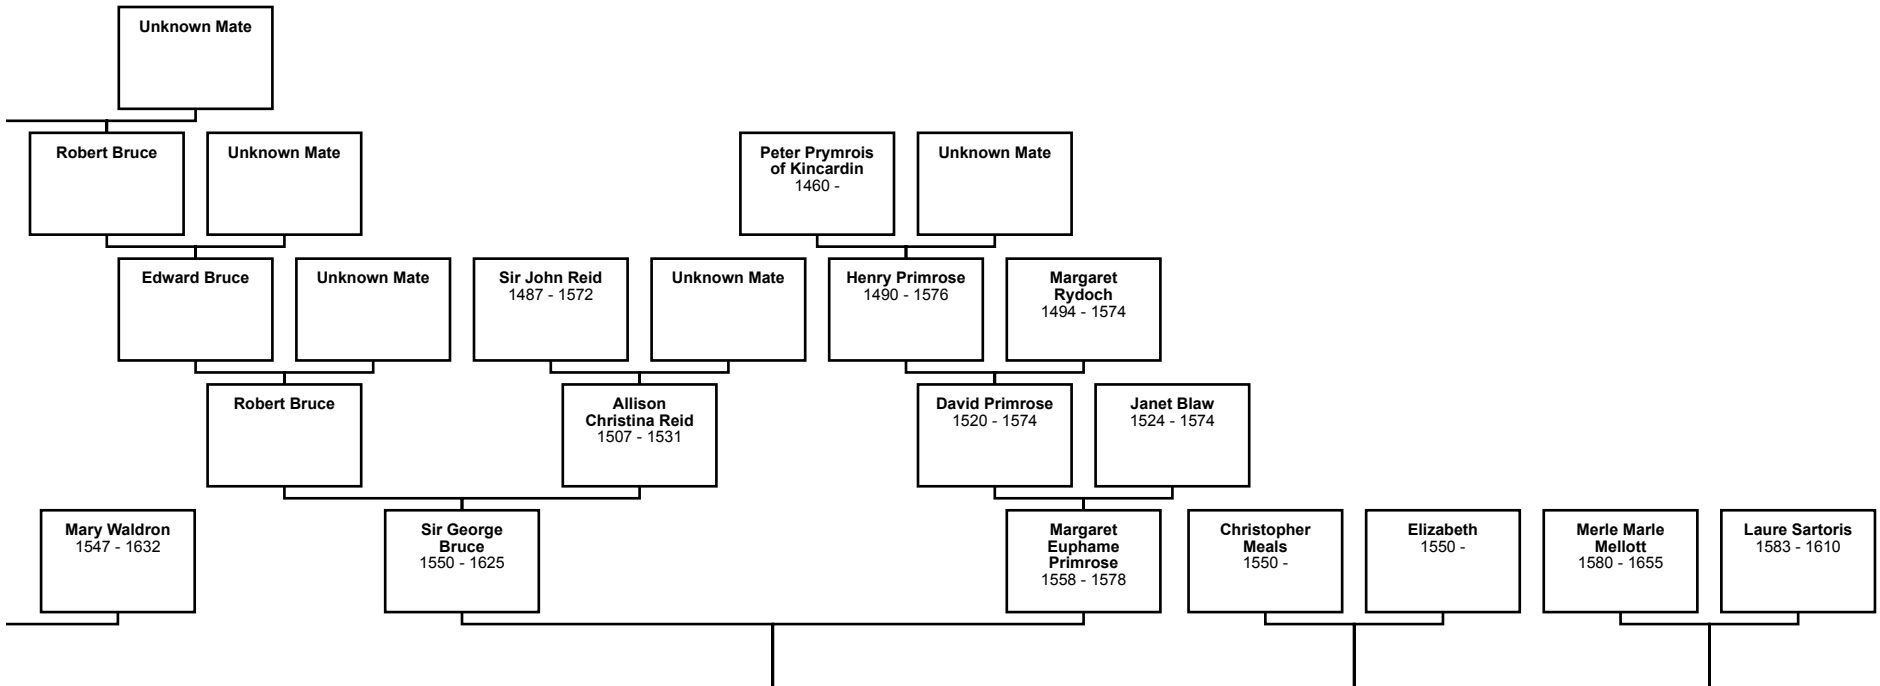 Unknown Mate
Robert Bruce
Unknown Mate
Peter Prymrois
of Kincardin
1460 -
Unknown Mate
Edward Bruce
Unknown Mate
Sir John Reid
1487 - 1572
Unknown Mate
Henry Primrose
1490 - 1576
Margaret
Rydoch
1494 - 1574
Robert Bruce
Allison
Christina Reid
1507 - 1531
David Primrose
1520 - 1574
Janet Blaw
1524 - 1574
Mary Waldron
1547 - 1632
Sir George
Bruce
1550 - 1625
Margaret
Euphame
Primrose
1558 - 1578
Christopher
Meals
1550 -
Elizabeth
1550 -
Merle Marle
Mellott
1580 - 1655
Laure Sartoris
1583 - 1610